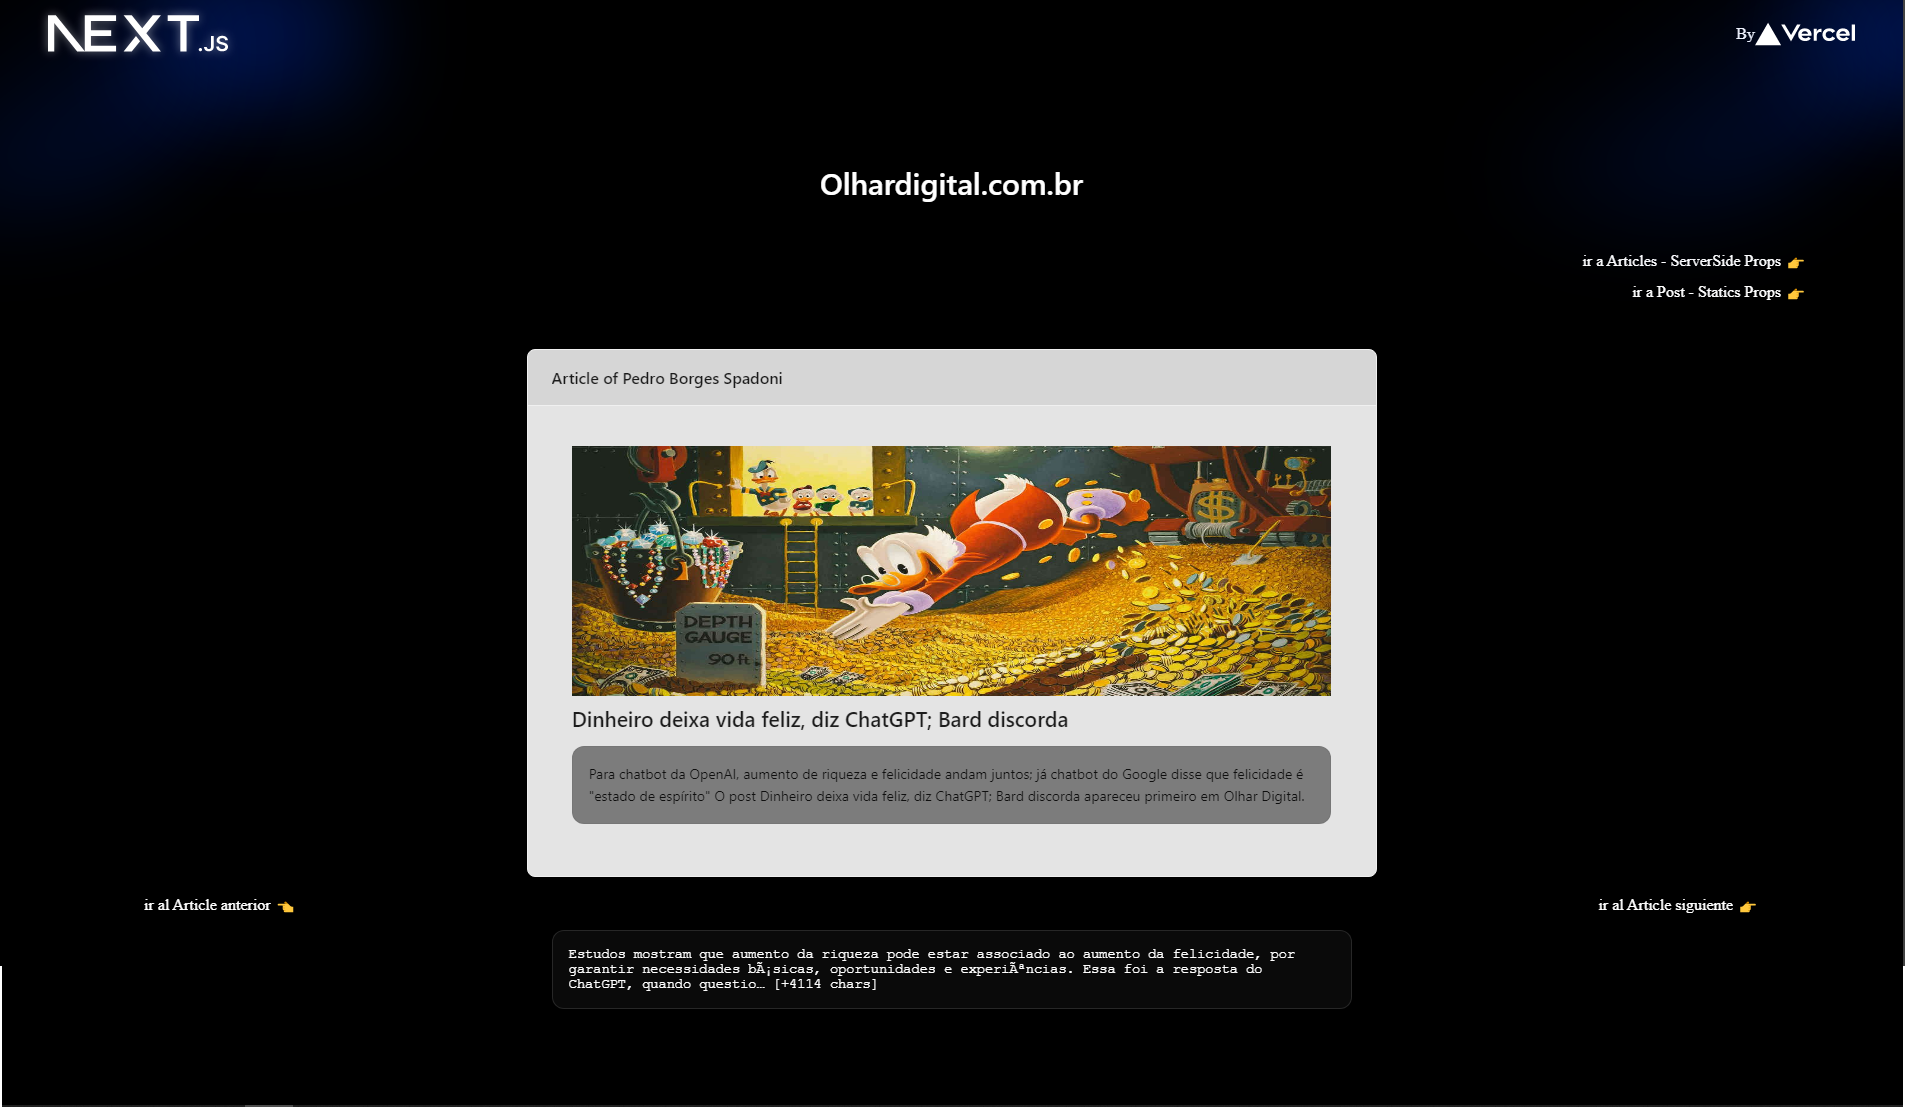 NEXT.JS
By Vercel
Olhardigital.com.br
ir a Articles - ServerSide Props 👉
ir a Post - Statics Props 👉
Article of Pedro Borges Spadoni
DEPTH
GAUGE
90 ft.
Dinheiro deixa vida feliz, diz ChatGPT; Bard discorda
Para chatbot da OpenAI, aumento de riqueza e felicidade andam juntos; já chatbot do Google disse que felicidade é
"estado de espírito" O post Dinheiro deixa vida feliz, diz ChatGPT; Bard discorda apareceu primeiro em Olhar Digital.
ir al Article anterior 👈
ir al Article siguiente 👉
Estudos mostram que aumento da riqueza pode estar associado ao aumento da felicidade, por
garantir necessidades bÃ¡sicas, oportunidades e experiÃªncias. Essa foi a resposta do
ChatGPT, quando questio… [+4114 chars]